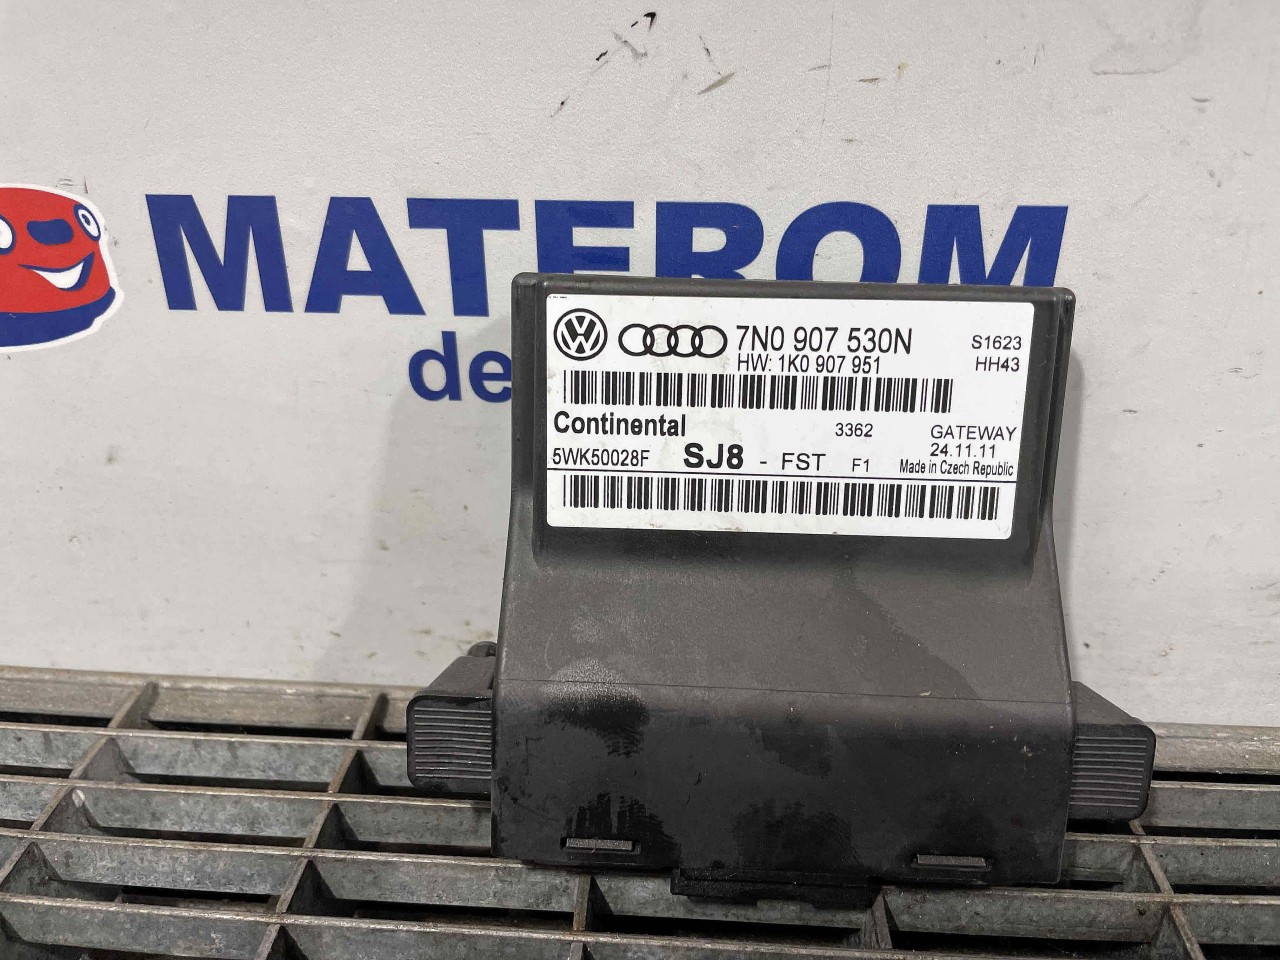 MATEROM
de
7N0 907 530N
S1623
HW: 1K0 907 951
HH43
Continental
3362
GATEWAY
24.11.11
5WK50028F SJ8 - FST F1 Made in Czech Republic